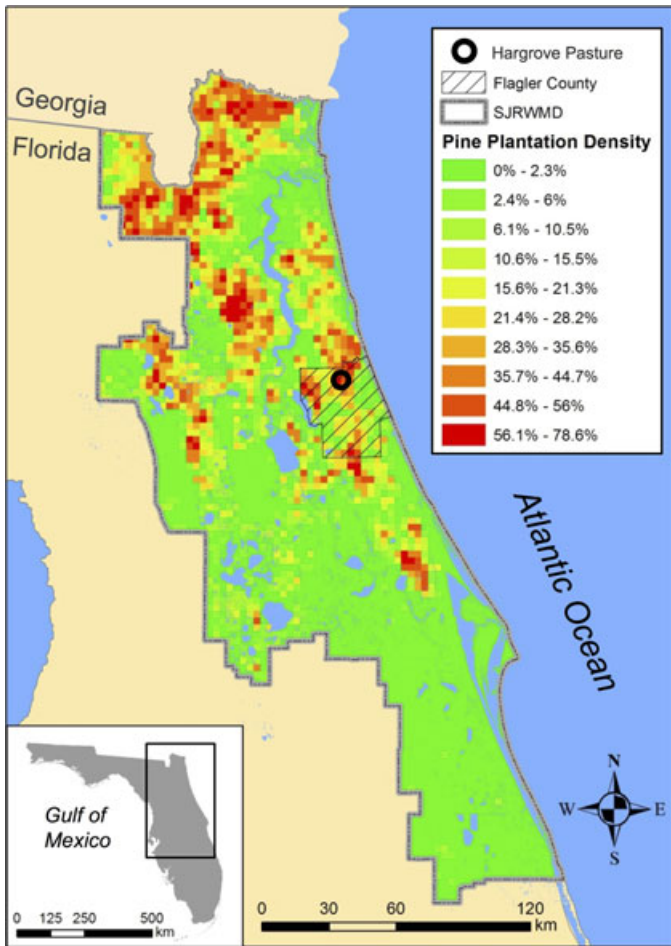 Georgia
Florida
Hargrove Pasture
Flagler County
SJRWMD
Pine Plantation Density
0% - 2.3%
2.4% - 6%
6.1% - 10.5%
10.6% - 15.5%
15.6% - 21.3%
21.4% - 28.2%
28.3% - 35.6%
35.7% - 44.7%
44.8% - 56%
56.1% - 78.6%
Atlantic Ocean
N
W E
S
Gulf of
Mexico
0 125 250 500
km
0 30 60 120
km